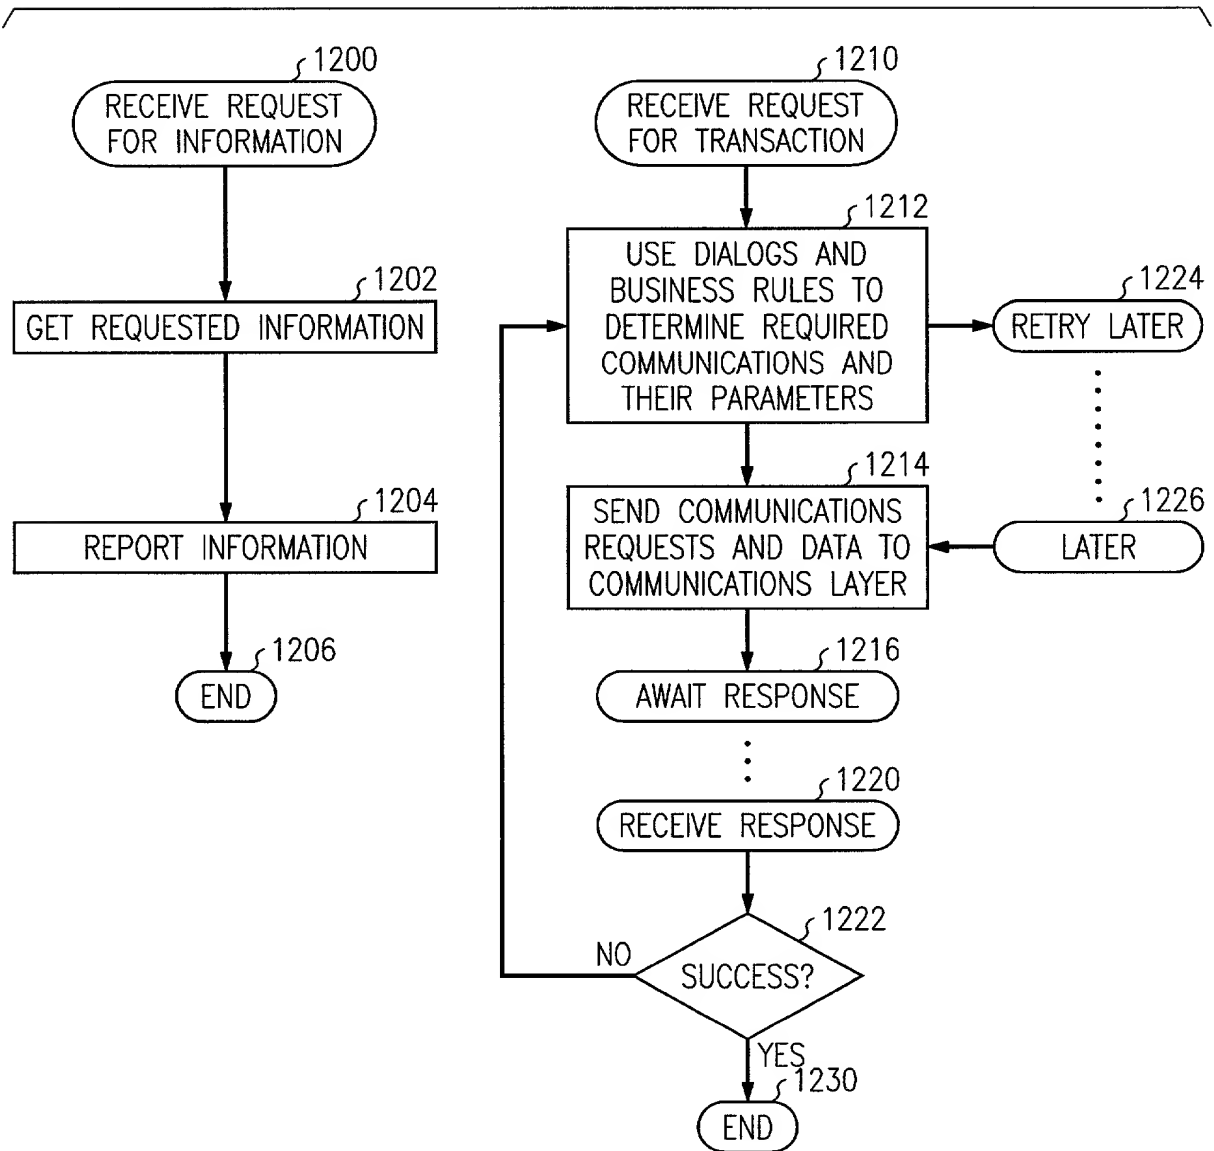 1200
RECEIVE REQUEST
FOR INFORMATION
1202
GET REQUESTED INFORMATION
1204
REPORT INFORMATION
1206
END
1210
RECEIVE REQUEST
FOR TRANSACTION
1212
USE DIALOGS AND
BUSINESS RULES TO
DETERMINE REQUIRED
COMMUNICATIONS AND
THEIR PARAMETERS
1224
RETRY LATER
1214
SEND COMMUNICATIONS
REQUESTS AND DATA TO
COMMUNICATIONS LAYER
1226
LATER
1216
AWAIT RESPONSE
1220
RECEIVE RESPONSE
1222
SUCCESS?
NO
YES
1230
END